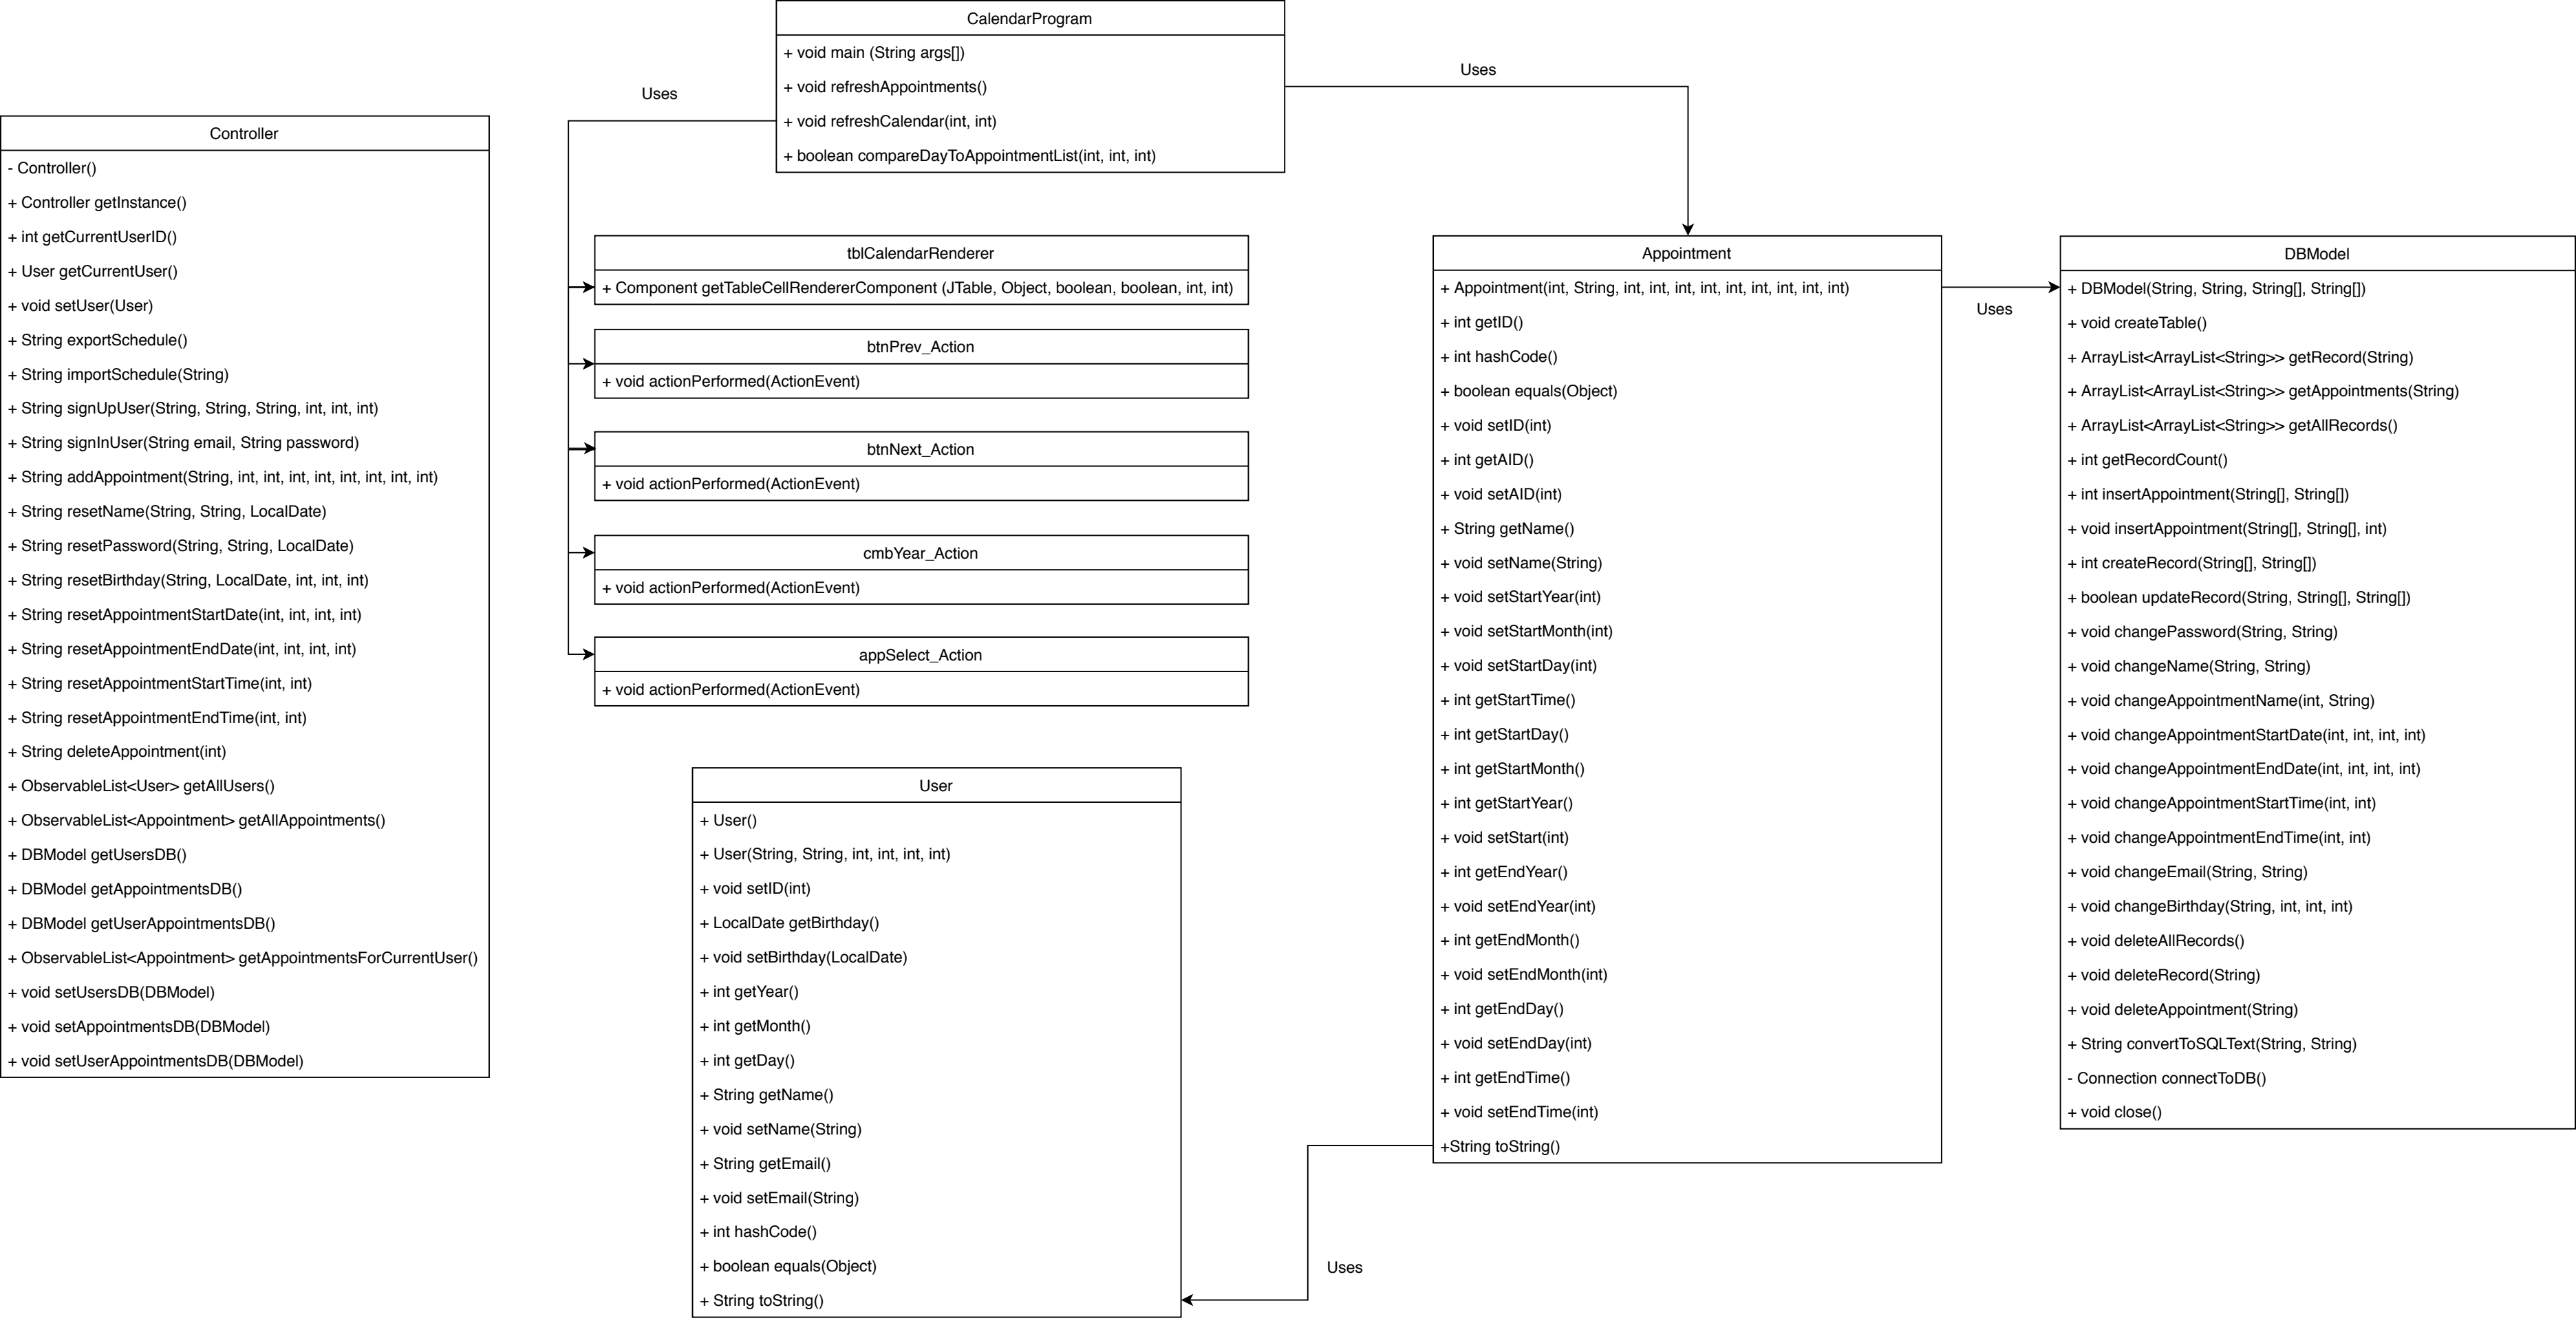 CalendarProgram
+ void main (String args[])
+ void refreshAppointments()
+ void refreshCalendar(int, int)
+ boolean compareDayToAppointmentList(int, int, int)
Uses
Uses
Controller
- Controller()
+ Controller getInstance()
+ int getCurrentUserID()
+ User getCurrentUser()
+ void setUser(User)
+ String exportSchedule()
+ String importSchedule(String)
+ String signUpUser(String, String, String, int, int, int)
+ String signInUser(String email, String password)
+ String addAppointment(String, int, int, int, int, int, int, int, int)
+ String resetName(String, String, LocalDate)
+ String resetPassword(String, String, LocalDate)
+ String resetBirthday(String, LocalDate, int, int, int)
+ String resetAppointmentStartDate(int, int, int, int)
+ String resetAppointmentEndDate(int, int, int, int)
+ String resetAppointmentStartTime(int, int)
+ String resetAppointmentEndTime(int, int)
+ String deleteAppointment(int)
+ ObservableList<User> getAllUsers()
+ ObservableList<Appointment> getAllAppointments()
+ DBModel getUsersDB()
+ DBModel getAppointmentsDB()
+ DBModel getUserAppointmentsDB()
+ ObservableList<Appointment> getAppointmentsForCurrentUser()
+ void setUsersDB(DBModel)
+ void setAppointmentsDB(DBModel)
+ void setUserAppointmentsDB(DBModel)
tblCalendarRenderer
+ Component getTableCellRendererComponent (JTable, Object, boolean, boolean, int, int)
btnPrev_Action
+ void actionPerformed(ActionEvent)
btnNext_Action
+ void actionPerformed(ActionEvent)
cmbYear_Action
+ void actionPerformed(ActionEvent)
appSelect_Action
+ void actionPerformed(ActionEvent)
User
+ User()
+ User(String, String, int, int, int, int)
+ void setID(int)
+ LocalDate getBirthday()
+ void setBirthday(LocalDate)
+ int getYear()
+ int getMonth()
+ int getDay()
+ String getName()
+ void setName(String)
+ String getEmail()
+ void setEmail(String)
+ int hashCode()
+ boolean equals(Object)
+ String toString()
Uses
Appointment
+ Appointment(int, String, int, int, int, int, int, int, int, int, int)
+ int getID()
+ int hashCode()
+ boolean equals(Object)
+ void setID(int)
+ int getAID()
+ void setAID(int)
+ String getName()
+ void setName(String)
+ void setStartYear(int)
+ void setStartMonth(int)
+ void setStartDay(int)
+ int getStartTime()
+ int getStartDay()
+ int getStartMonth()
+ int getStartYear()
+ void setStart(int)
+ int getEndYear()
+ void setEndYear(int)
+ int getEndMonth()
+ void setEndMonth(int)
+ int getEndDay()
+ void setEndDay(int)
+ int getEndTime()
+ void setEndTime(int)
+String toString()
Uses
DBModel
+ DBModel(String, String, String[], String[])
+ void createTable()
+ ArrayList<ArrayList<String>> getRecord(String)
+ ArrayList<ArrayList<String>> getAppointments(String)
+ ArrayList<ArrayList<String>> getAllRecords()
+ int getRecordCount()
+ int insertAppointment(String[], String[])
+ void insertAppointment(String[], String[], int)
+ int createRecord(String[], String[])
+ boolean updateRecord(String, String[], String[])
+ void changePassword(String, String)
+ void changeName(String, String)
+ void changeAppointmentName(int, String)
+ void changeAppointmentStartDate(int, int, int, int)
+ void changeAppointmentEndDate(int, int, int, int)
+ void changeAppointmentStartTime(int, int)
+ void changeAppointmentEndTime(int, int)
+ void changeEmail(String, String)
+ void changeBirthday(String, int, int, int)
+ void deleteAllRecords()
+ void deleteRecord(String)
+ void deleteAppointment(String)
+ String convertToSQLText(String, String)
- Connection connectToDB()
+ void close()